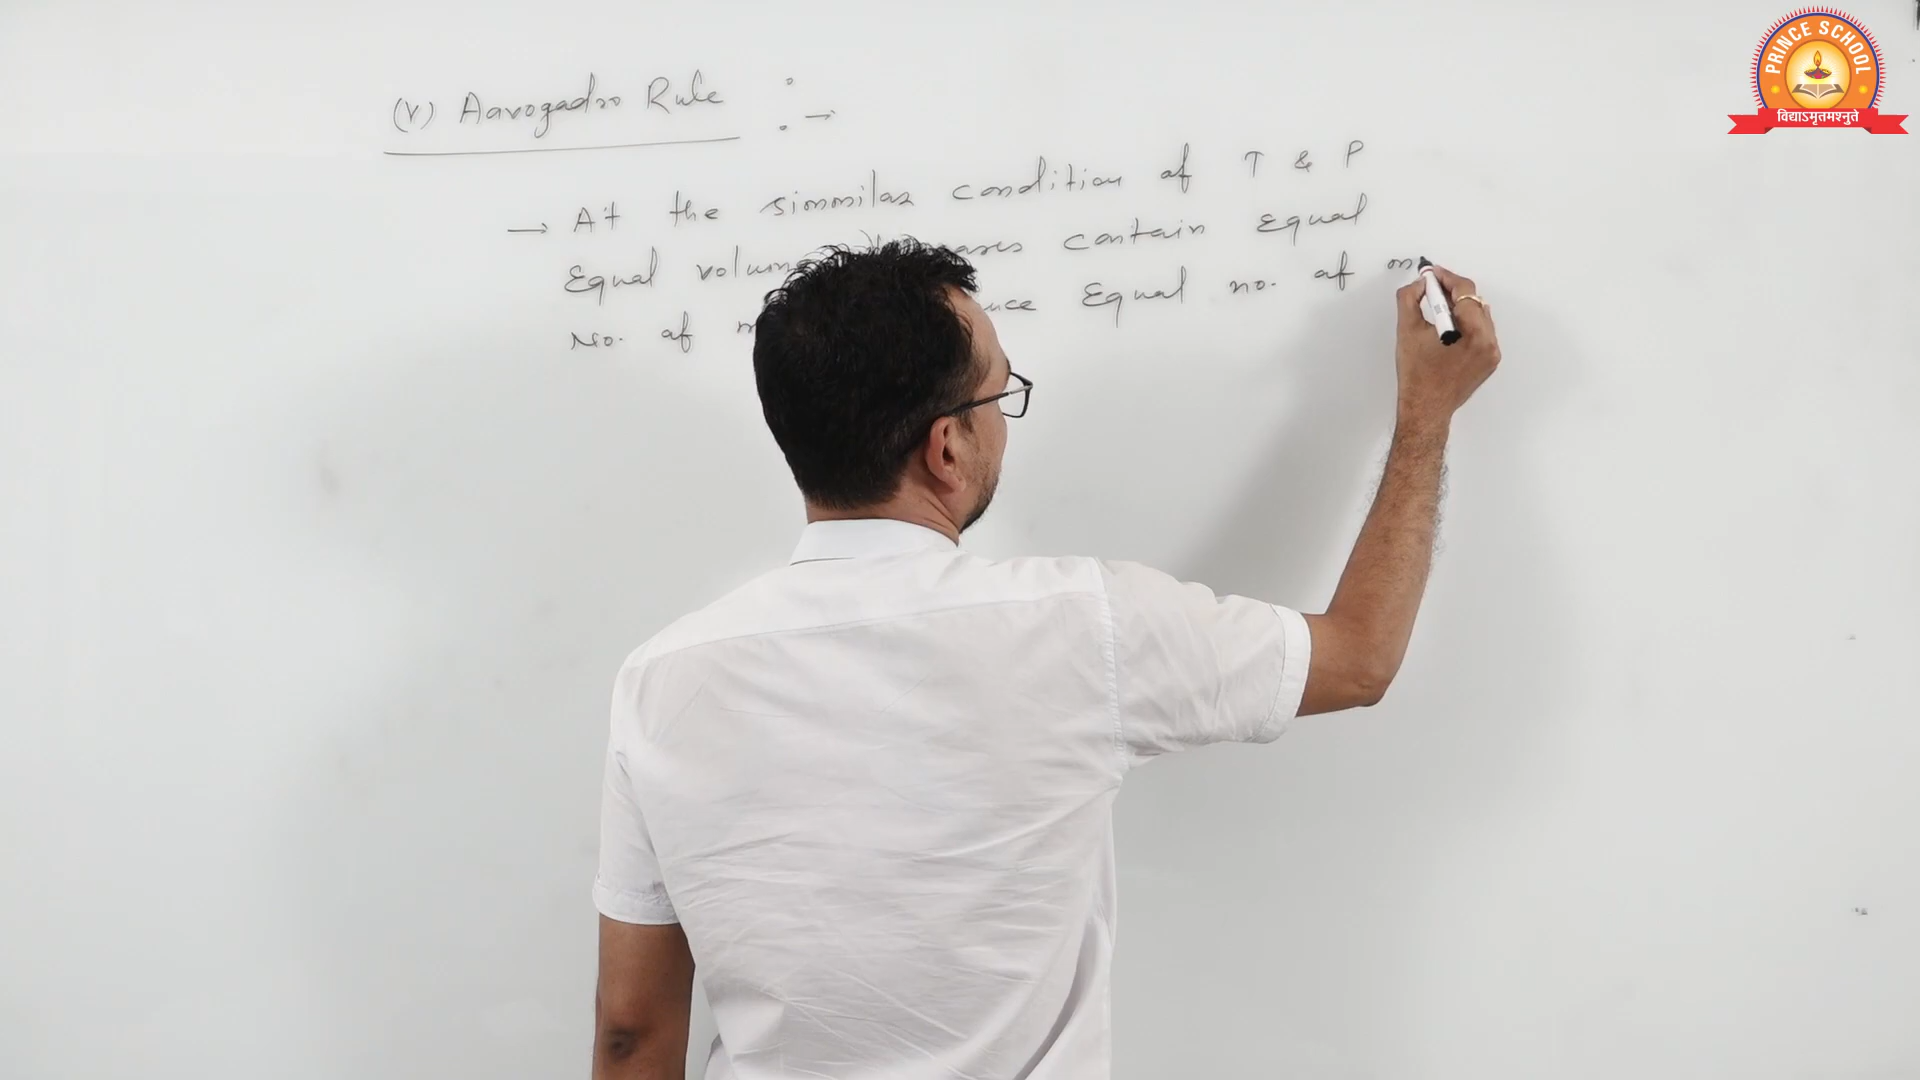 (V) Aavogadro Rule :→
→ At the simmilar condition of T & P
Equal volume gases contain Equal
No. of Equal no. of
PRINCE SCHOOL
विद्याऽमृतमश्नुते